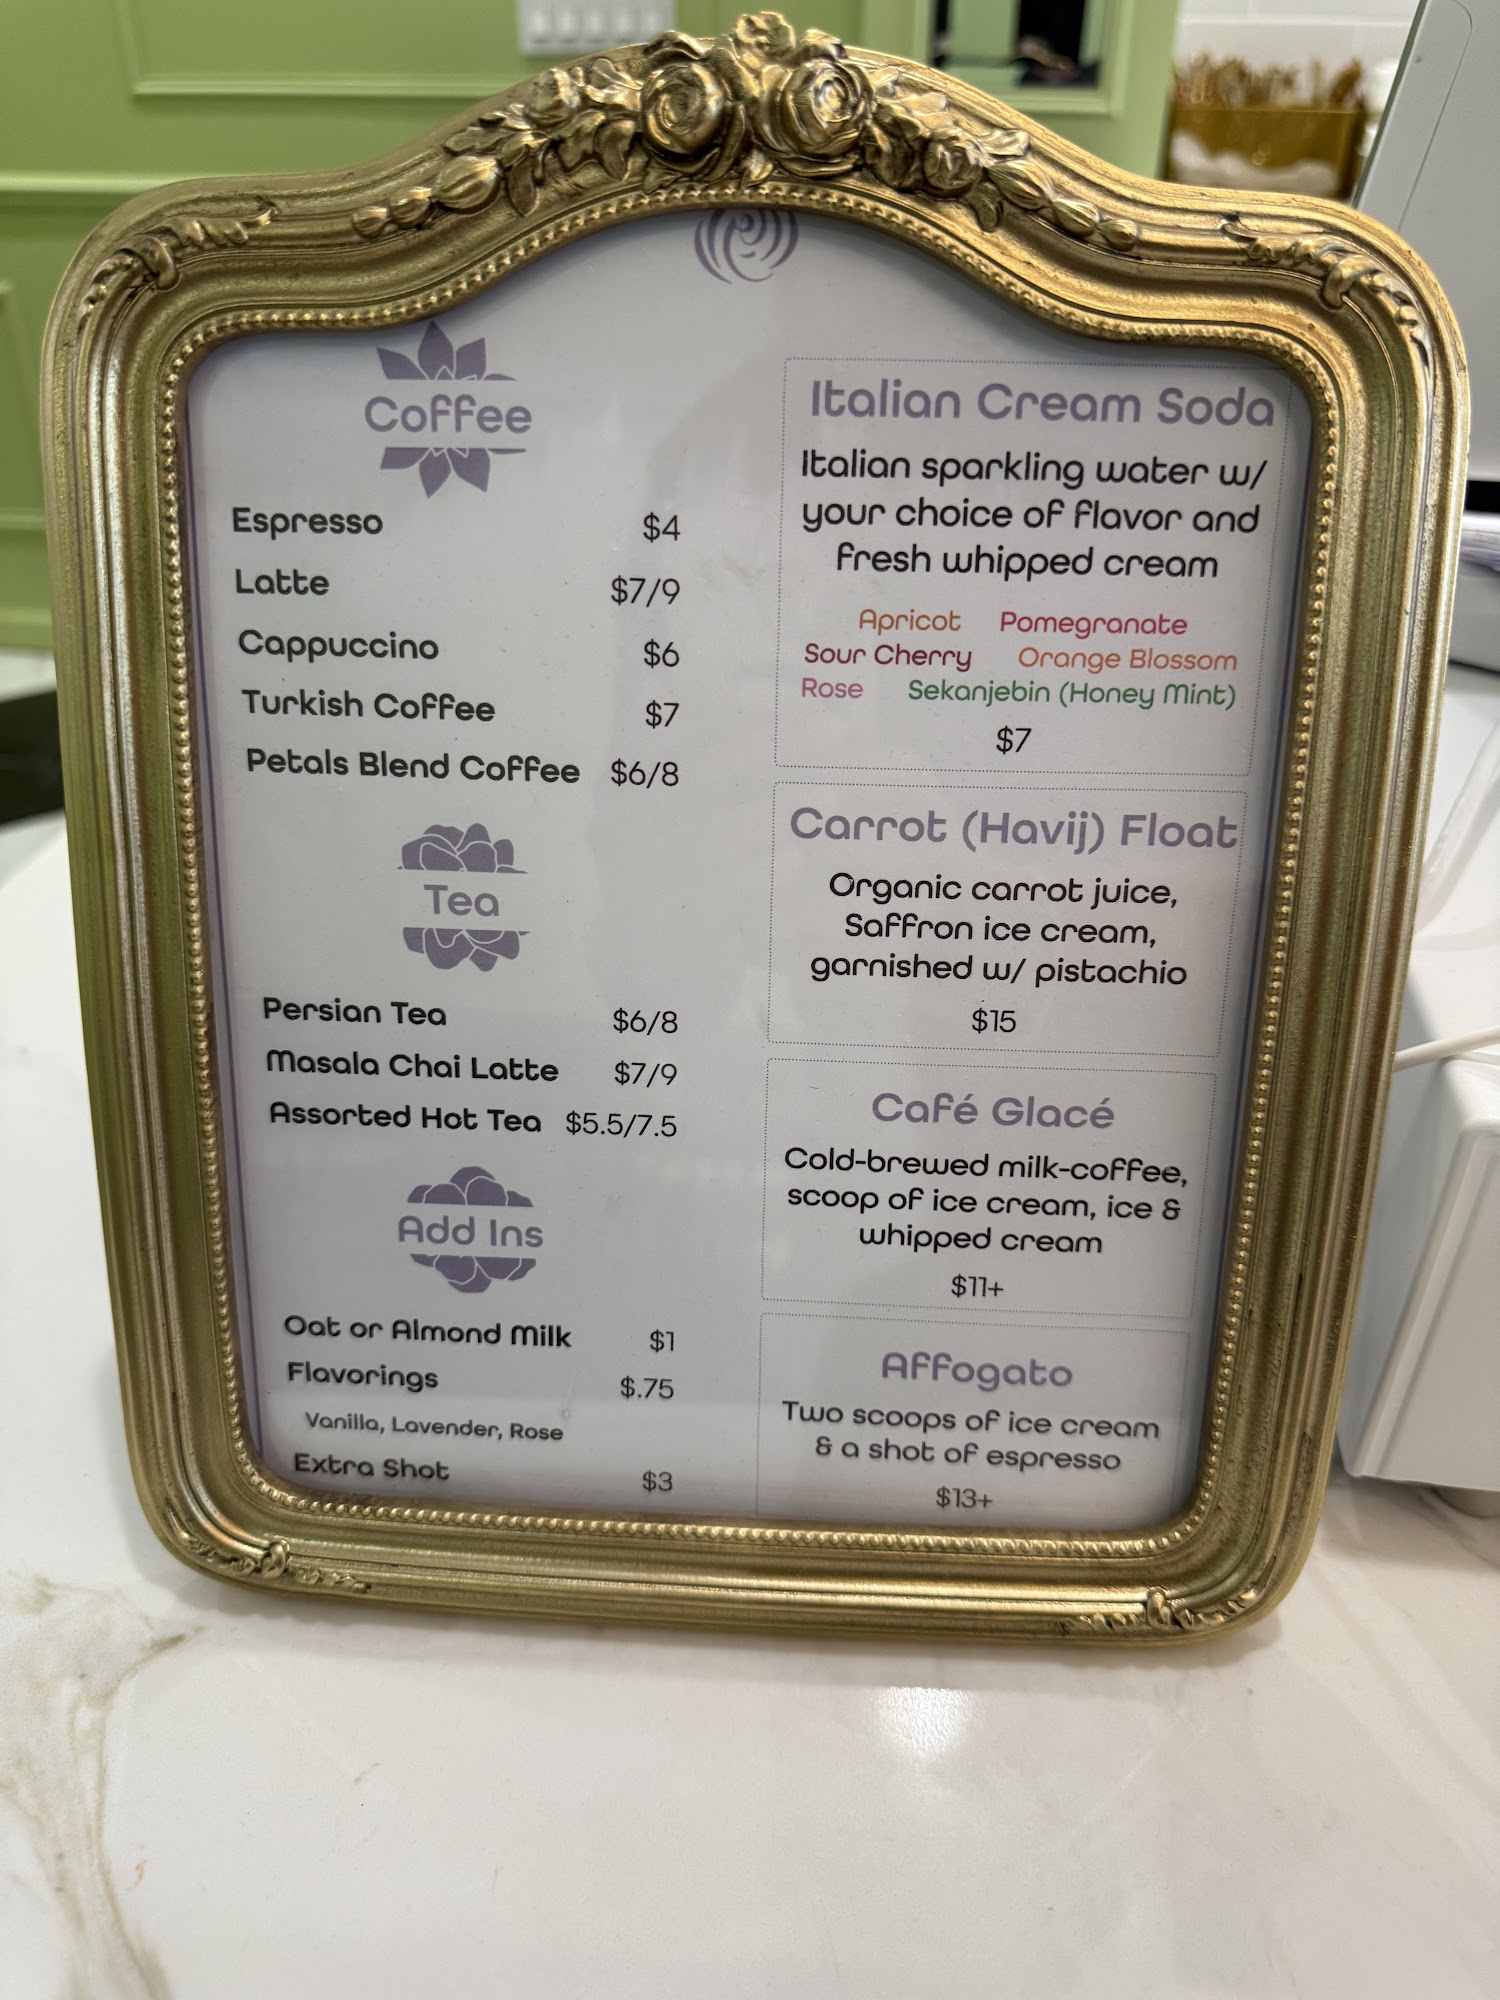 Coffee
Espresso $4
Latte $7/9
Cappuccino $6
Turkish Coffee $7
Petals Blend Coffee $6/8
Tea
Persian Tea $6/8
Masala Chai Latte $7/9
Assorted Hot Tea $5.5/7.5
Add Ins
Oat or Almond Milk $1
Flavorings $.75
Vanilla, Lavender, Rose
Extra Shot $3
Italian Cream Soda
Italian sparkling water w/
your choice of flavor and
fresh whipped cream
Apricot Pomegranate
Sour Cherry Orange Blossom
Rose Sekanjebin (Honey Mint)
$7
Carrot (Havij) Float
Organic carrot juice,
Saffron ice cream,
garnished w/ pistachio
$15
Café Glacé
Cold-brewed milk-coffee,
scoop of ice cream, ice &
whipped cream
$11+
Affogato
Two scoops of ice cream
& a shot of espresso
$13+